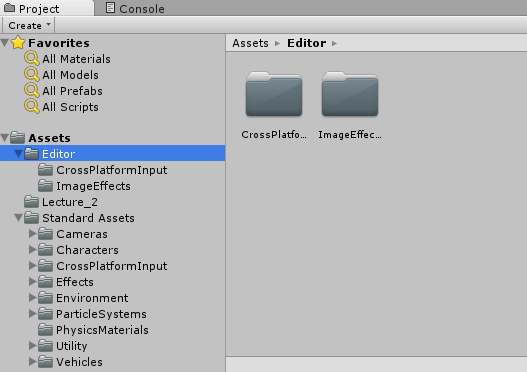 Project
Console
Create
Favorites
All Materials
All Models
All Prefabs
All Scripts
Assets
Editor
CrossPlatformInput
ImageEffects
Lecture_2
Standard Assets
Cameras
Characters
CrossPlatformInput
Effects
Environment
ParticleSystems
PhysicsMaterials
Utility
Vehicles
Assets ▸ Editor ▸
CrossPlatfo...
ImageEffec...